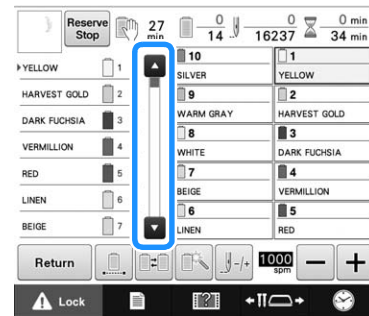 Reserve Stop 27 min 0/14 0/16237 0 min/34 min
YELLOW 1
HARVEST GOLD 2
DARK FUCHSIA 3
VERMILLION 4
RED 5
LINEN 6
BEIGE 7
10 SILVER
1 YELLOW
9 WARM GRAY
2 HARVEST GOLD
8 WHITE
3 DARK FUCHSIA
7 BEIGE
4 VERMILLION
6 LINEN
5 RED
Return -/+ 1000 spm − +
Lock